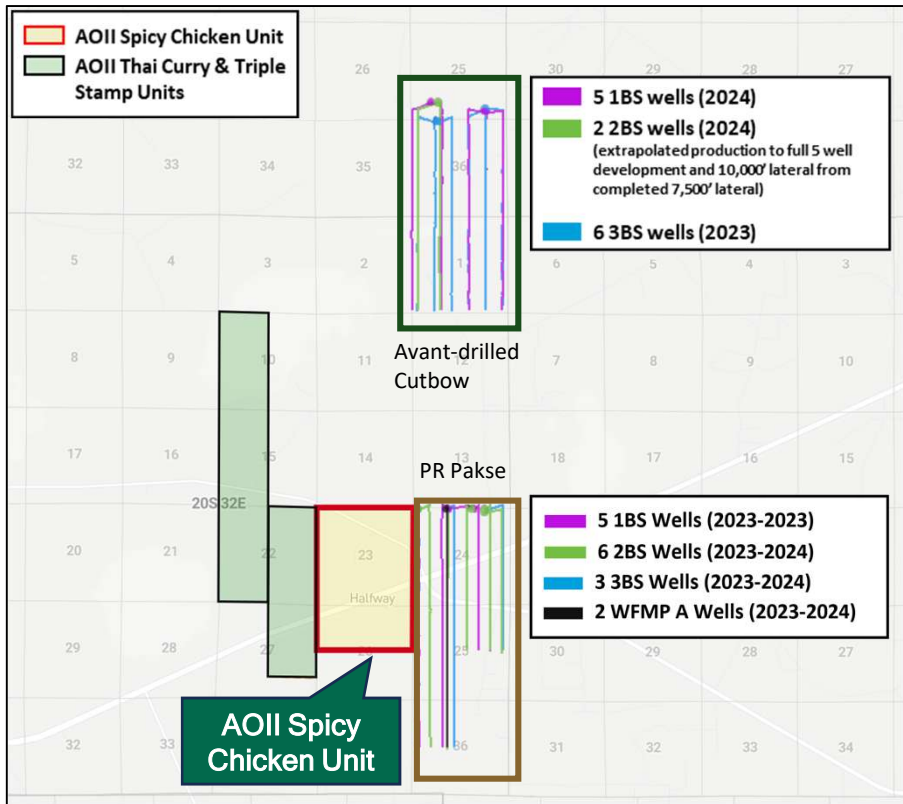 AOII Spicy Chicken Unit
AOII Thai Curry & Triple
Stamp Units
26 25 30 29 28 27
5 1BS wells (2024)
2 2BS wells (2024)
(extrapolated production to full 5 well
development and 10,000' lateral from
completed 7,500' lateral)
6 3BS wells (2023)
32 33 34 35 36
5 4 3 2 1 6 5 4 3
Avant-drilled
Cutbow
8 9 10 11 12 7 8 9 10
17 16 15 14 13 18 17 16 15
PR Pakse
20S 32E
20 21 22 23 24
Halfway
5 1BS Wells (2023-2023)
6 2BS Wells (2023-2024)
3 3BS Wells (2023-2024)
2 WFMP A Wells (2023-2024)
29 28 27 26 25 30 29 28 27
AOII Spicy
Chicken Unit
32 33 36 31 32 33 34